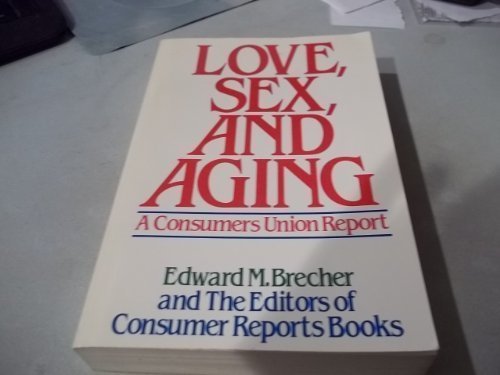 LOVE,
SEX,
AND
AGING
A Consumers Union Report
Edward M. Brecher
and The Editors of
Consumer Reports Books